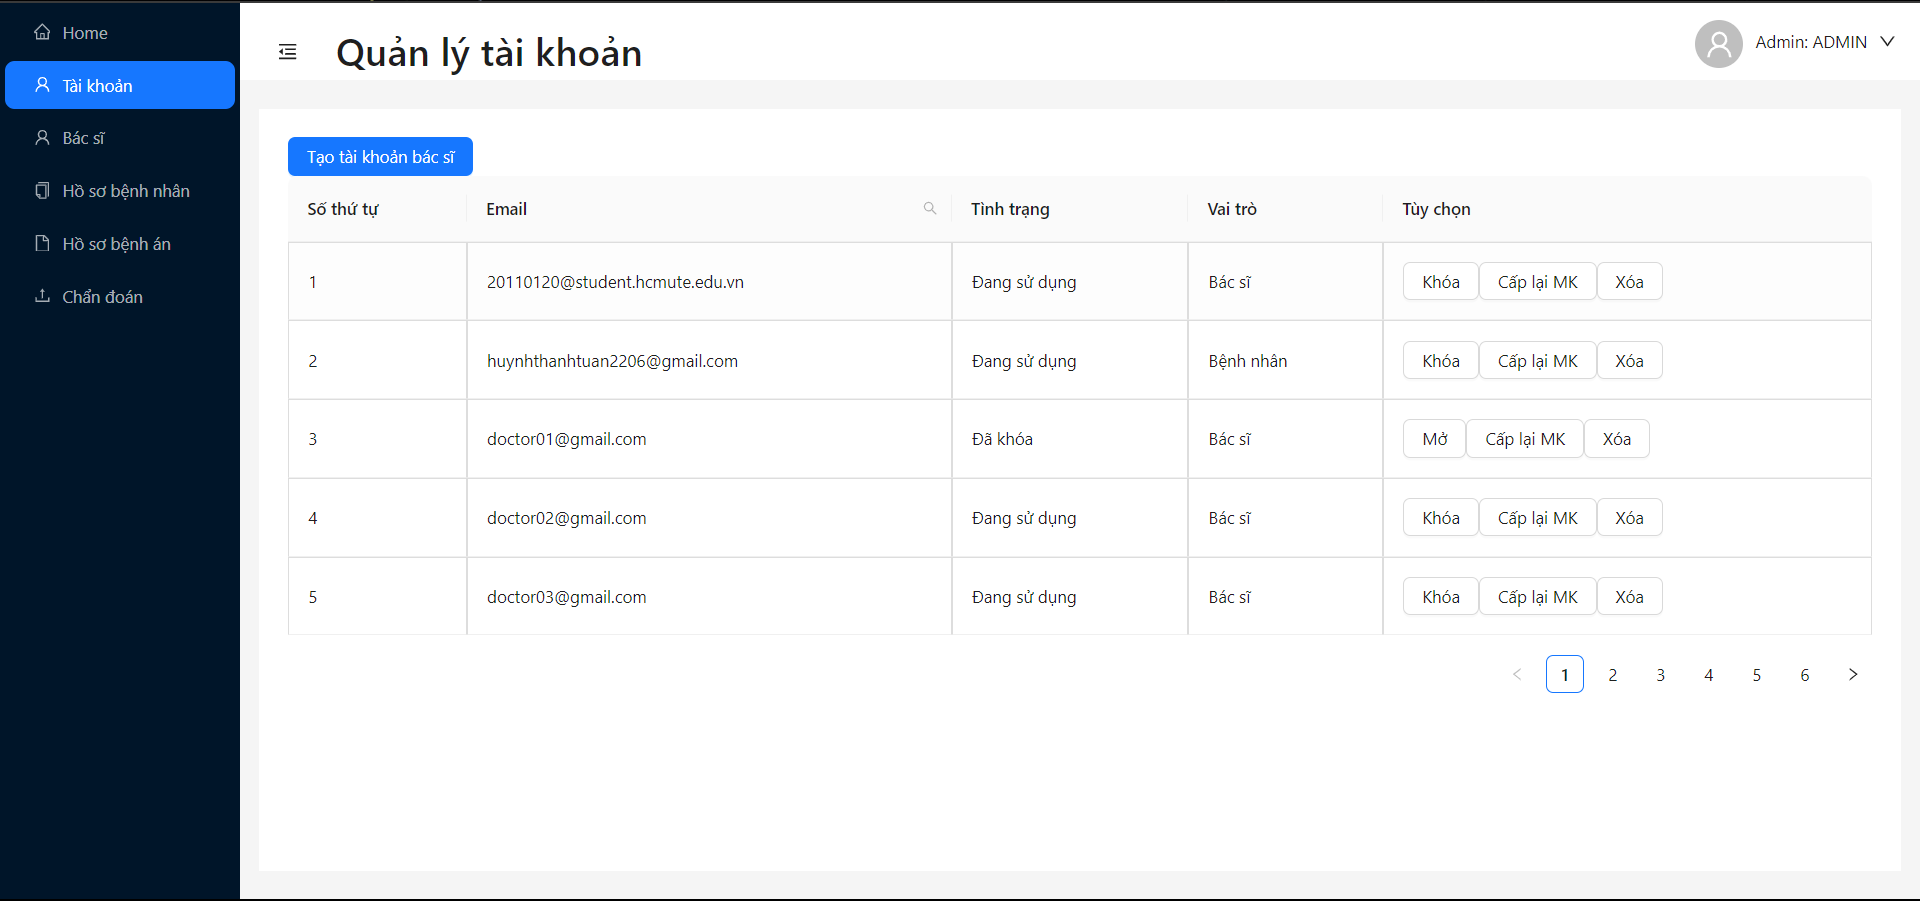 Home
Tài khoản
Bác sĩ
Hồ sơ bệnh nhân
Hồ sơ bệnh án
Chẩn đoán
Quản lý tài khoản
Admin: ADMIN
Tạo tài khoản bác sĩ
Số thứ tự Email Tình trạng Vai trò Tùy chọn
1 20110120@student.hcmute.edu.vn Đang sử dụng Bác sĩ Khóa Cấp lại MK Xóa
2 huynhthanhtuan2206@gmail.com Đang sử dụng Bệnh nhân Khóa Cấp lại MK Xóa
3 doctor01@gmail.com Đã khóa Bác sĩ Mở Cấp lại MK Xóa
4 doctor02@gmail.com Đang sử dụng Bác sĩ Khóa Cấp lại MK Xóa
5 doctor03@gmail.com Đang sử dụng Bác sĩ Khóa Cấp lại MK Xóa
1 2 3 4 5 6